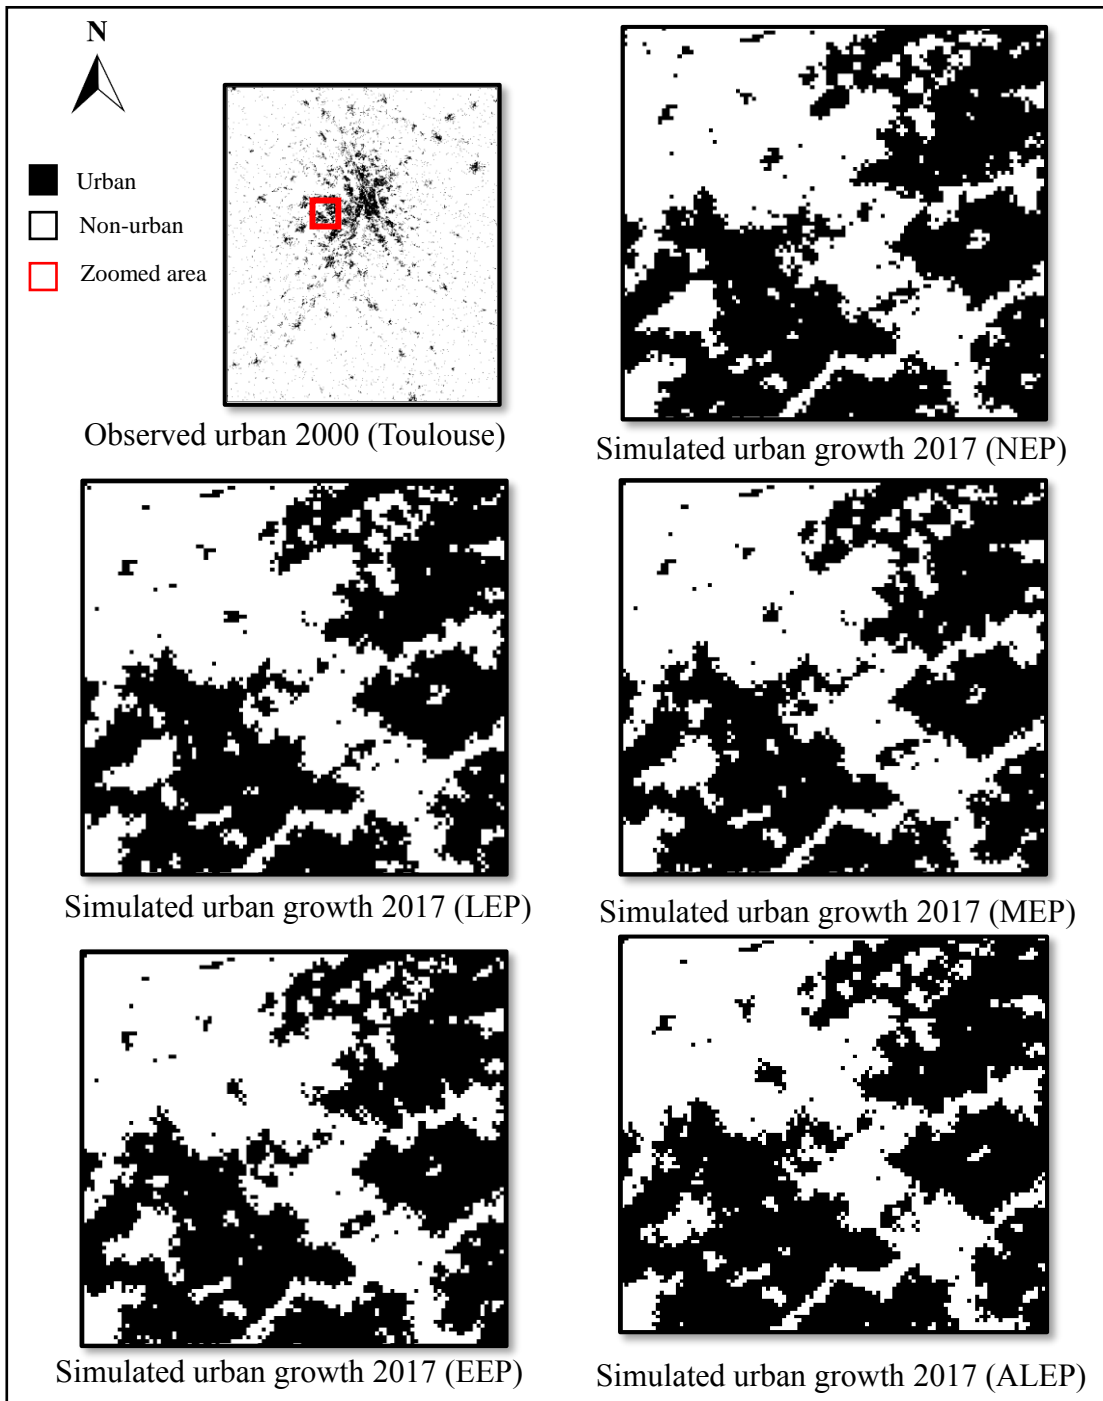 N
Urban
Non-urban
Zoomed area
Observed urban 2000 (Toulouse)
Simulated urban growth 2017 (NEP)
Simulated urban growth 2017 (LEP)
Simulated urban growth 2017 (MEP)
Simulated urban growth 2017 (EEP)
Simulated urban growth 2017 (ALEP)